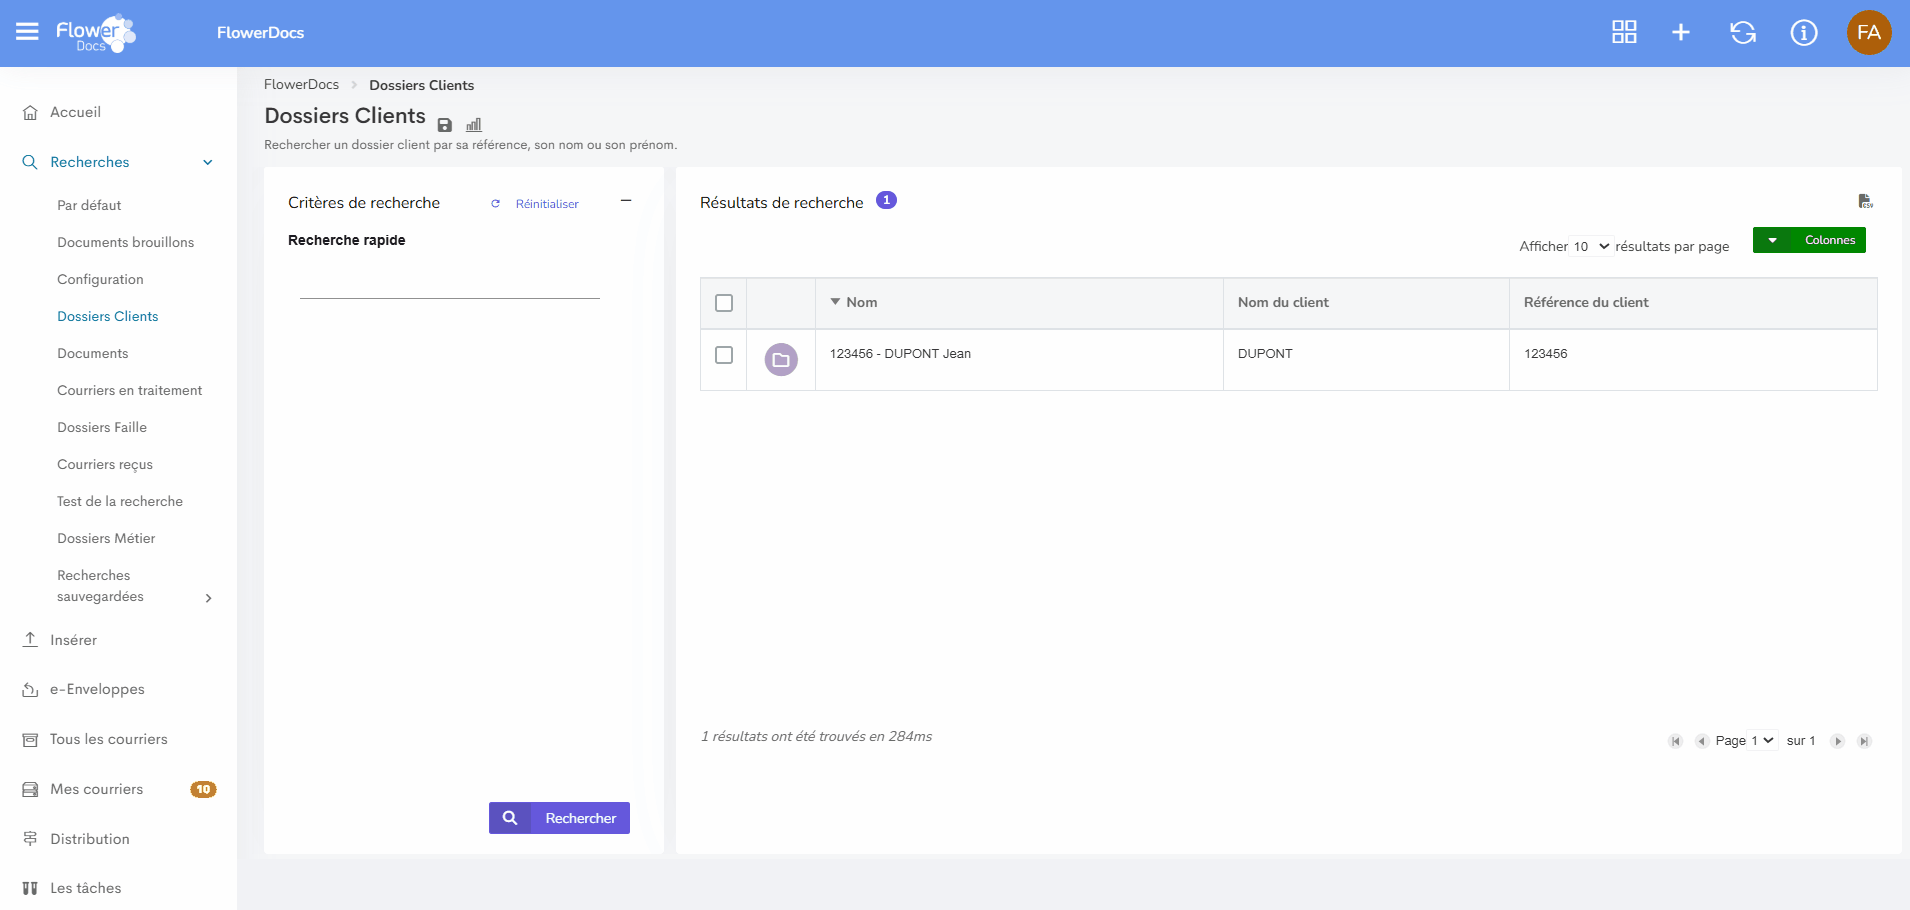 Flower
Docs
FlowerDocs
FA
Accueil
Recherches
Par défaut
Documents brouillons
Configuration
Dossiers Clients
Documents
Courriers en traitement
Dossiers Faille
Courriers reçus
Test de la recherche
Dossiers Métier
Recherches
sauvegardées
Insérer
e-Enveloppes
Tous les courriers
Mes courriers 10
Distribution
Les tâches
FlowerDocs Dossiers Clients
Dossiers Clients
Rechercher un dossier client par sa référence, son nom ou son prénom.
Critères de recherche Réinitialiser
Recherche rapide
Rechercher
Résultats de recherche 1
CSV
Afficher 10 résultats par page Colonnes
Nom Nom du client Référence du client
123456 - DUPONT Jean DUPONT 123456
1 résultats ont été trouvés en 284ms
Page 1 sur 1